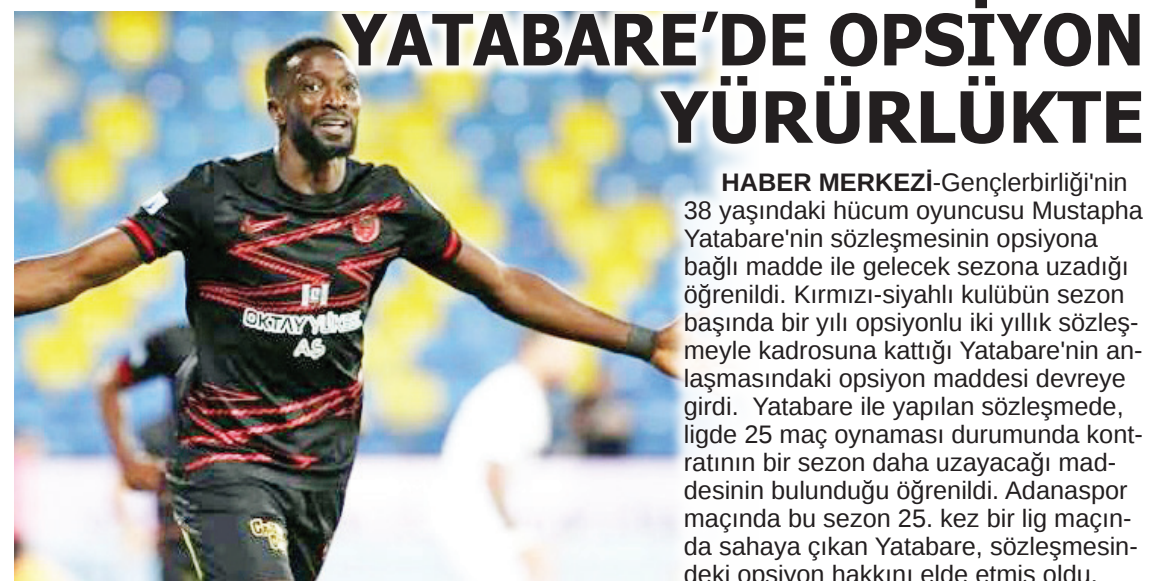 YATABARE'DE OPSİYON
YÜRÜRLÜKTE
HABER MERKEZİ-Gençlerbirliği'nin
38 yaşındaki hücum oyuncusu Mustapha
Yatabare'nin sözleşmesinin opsiyona
bağlı madde ile gelecek sezona uzadığı
öğrenildi. Kırmızı-siyahlı kulübün sezon
başında bir yılı opsiyonlu iki yıllık sözleş-
meyle kadrosuna kattığı Yatabare'nin an-
laşmasındaki opsiyon maddesi devreye
girdi. Yatabare ile yapılan sözleşmede,
ligde 25 maç oynaması durumunda kont-
ratının bir sezon daha uzayacağı mad-
desinin bulunduğu öğrenildi. Adanaspor
maçında bu sezon 25. kez bir lig maçın-
da sahaya çıkan Yatabare, sözleşmesin-
deki opsiyon hakkını elde etmiş oldu.
OKTAY
AŞ